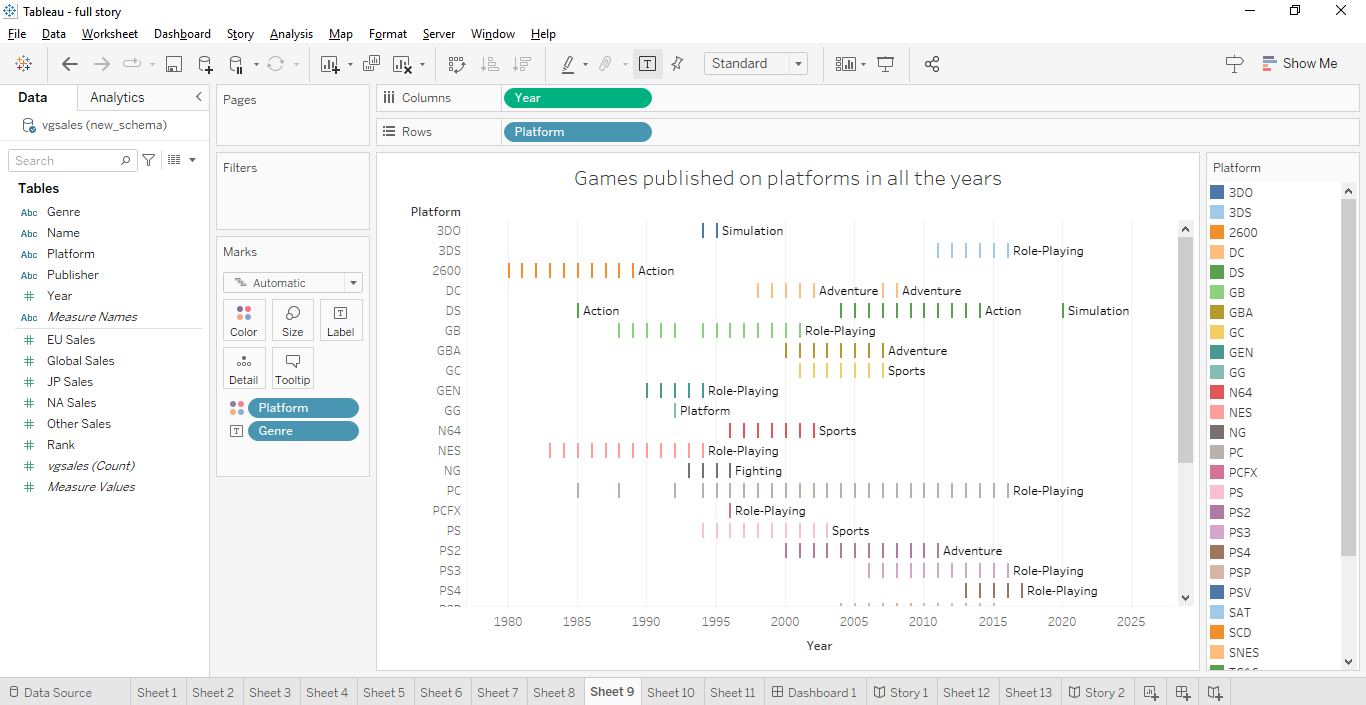 Tableau - full story
File Data Worksheet Dashboard Story Analysis Map Format Server Window Help
Standard
Show Me
Data Analytics
vgsales (new_schema)
Search
Tables
Abc Genre
Abc Name
Abc Platform
Abc Publisher
# Year
Abc Measure Names
# EU Sales
# Global Sales
# JP Sales
# NA Sales
# Other Sales
# Rank
# vgsales (Count)
# Measure Values
Pages
Filters
Marks
Automatic
Color Size Label
Detail Tooltip
Platform
Genre
Columns Year
Rows Platform
Games published on platforms in all the years
Platform
3DO Simulation
3DS Role-Playing
2600 Action
DC Adventure Adventure
DS Action Action Simulation
GB Role-Playing
GBA Adventure
GC Sports
GEN Role-Playing
GG Platform
N64 Sports
NES Role-Playing
NG Fighting
PC Role-Playing
PCFX Role-Playing
PS Sports
PS2 Adventure
PS3 Role-Playing
PS4 Role-Playing
1980 1985 1990 1995 2000 2005 2010 2015 2020 2025
Year
Platform
3DO
3DS
2600
DC
DS
GB
GBA
GC
GEN
GG
N64
NES
NG
PC
PCFX
PS
PS2
PS3
PS4
PSP
PSV
SAT
SCD
SNES
Data Source Sheet 1 Sheet 2 Sheet 3 Sheet 4 Sheet 5 Sheet 6 Sheet 7 Sheet 8 Sheet 9 Sheet 10 Sheet 11 Dashboard 1 Story 1 Sheet 12 Sheet 13 Story 2